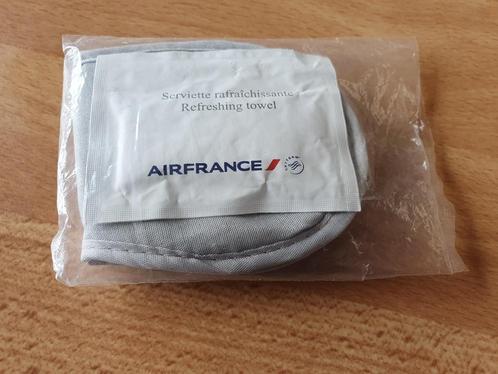 Serviette rafraîchissante
Refreshing towel
AIRFRANCE